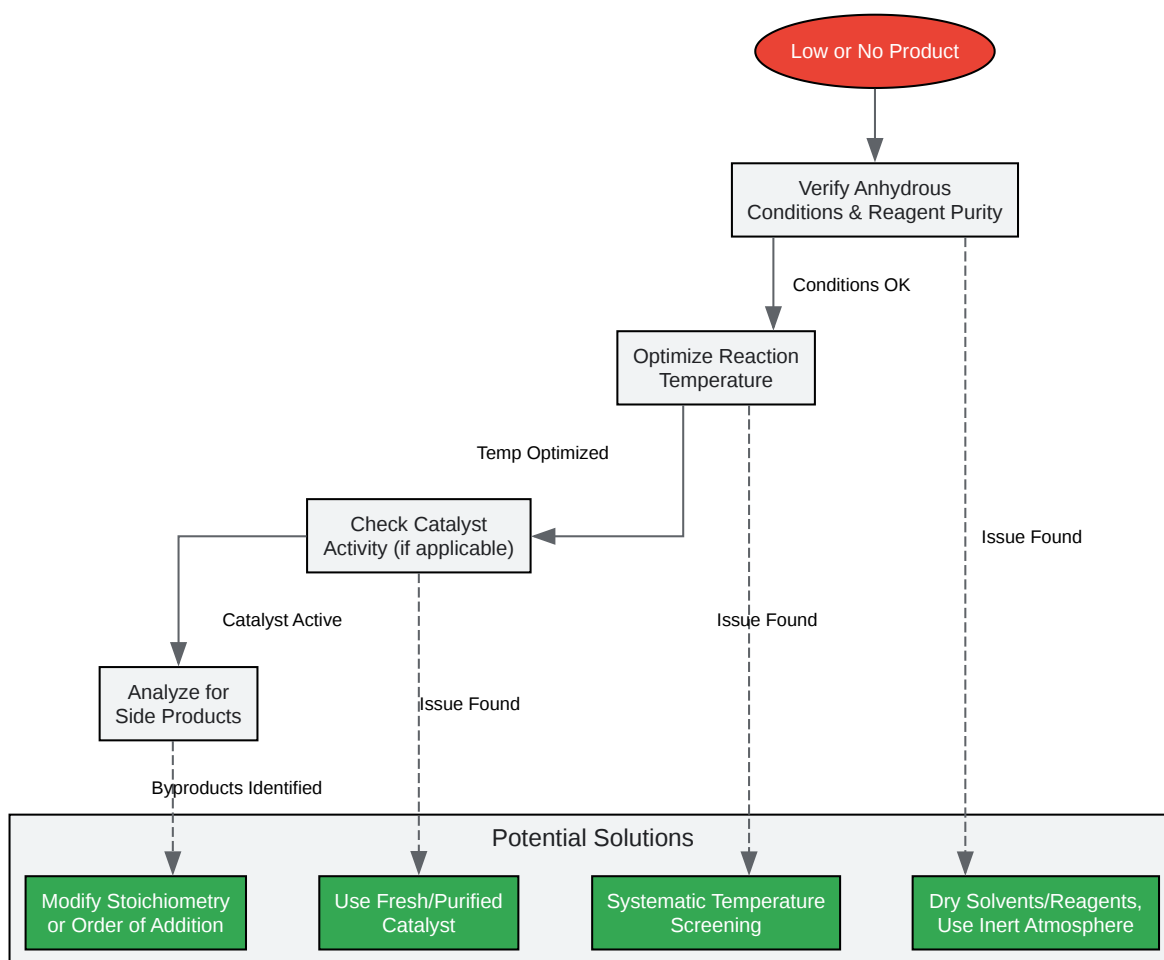 Low or No Product
Verify Anhydrous
Conditions & Reagent Purity
Conditions OK
Optimize Reaction
Temperature
Temp Optimized
Check Catalyst
Activity (if applicable)
Issue Found
Catalyst Active
Issue Found
Analyze for
Side Products
Issue Found
Byproducts Identified
Potential Solutions
Modify Stoichiometry
or Order of Addition
Use Fresh/Purified
Catalyst
Systematic Temperature
Screening
Dry Solvents/Reagents,
Use Inert Atmosphere